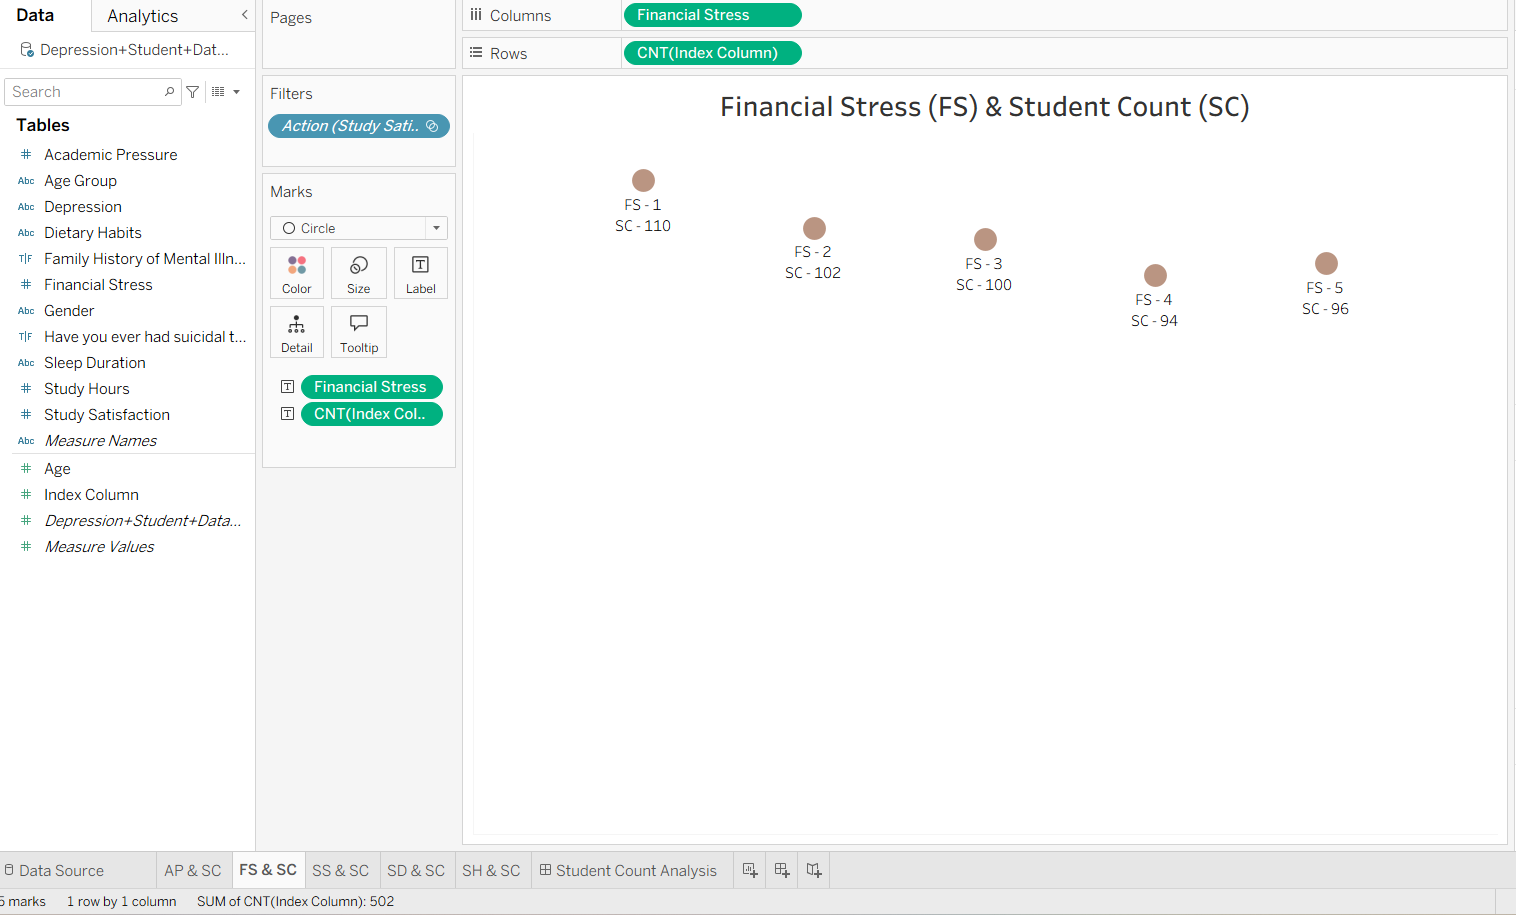 Data
Analytics
Depression+Student+Dat...
Search
Tables
Academic Pressure
Abc Age Group
Abc Depression
Abc Dietary Habits
T|F Family History of Mental Illn...
Financial Stress
Abc Gender
T|F Have you ever had suicidal t...
Abc Sleep Duration
# Study Hours
# Study Satisfaction
Abc Measure Names
# Age
# Index Column
# Depression+Student+Data...
# Measure Values
Pages
Filters
Action (Study Sati..
Marks
Circle
Color
Size
Label
Detail
Tooltip
Financial Stress
CNT(Index Col..
Columns
Financial Stress
Rows
CNT(Index Column)
Financial Stress (FS) & Student Count (SC)
FS - 1
SC - 110
FS - 2
SC - 102
FS - 3
SC - 100
FS - 4
SC - 94
FS - 5
SC - 96
Data Source
AP & SC
FS & SC
SS & SC
SD & SC
SH & SC
Student Count Analysis
5 marks
1 row by 1 column
SUM of CNT(Index Column): 502